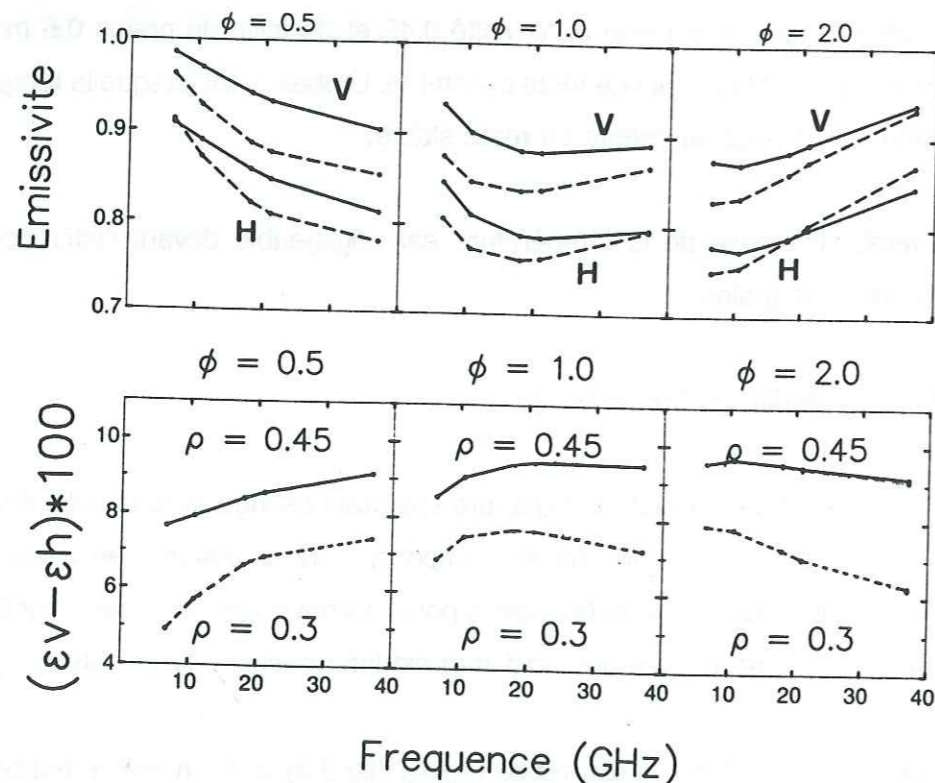 ϕ = 0.5 ϕ = 1.0 ϕ = 2.0
1.0
0.9
0.8
0.7
Emissivite
V V V
H H H
ϕ = 0.5 ϕ = 1.0 ϕ = 2.0
10
8
6
4
(εv-εh)*100
ρ = 0.45 ρ = 0.45 ρ = 0.45
ρ = 0.3 ρ = 0.3 ρ = 0.3
10 20 30 40 10 20 30 40 10 20 30 40
Frequence (GHz)